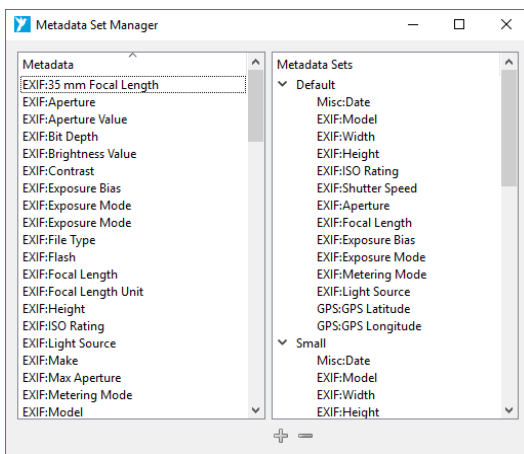 Metadata Set Manager
Metadata
EXIF:35 mm Focal Length
EXIF:Aperture
EXIF:Aperture Value
EXIF:Bit Depth
EXIF:Brightness Value
EXIF:Contrast
EXIF:Exposure Bias
EXIF:Exposure Mode
EXIF:Exposure Mode
EXIF:File Type
EXIF:Flash
EXIF:Focal Length
EXIF:Focal Length Unit
EXIF:Height
EXIF:ISO Rating
EXIF:Light Source
EXIF:Make
EXIF:Max Aperture
EXIF:Metering Mode
EXIF:Model
Metadata Sets
Default
Misc:Date
EXIF:Model
EXIF:Width
EXIF:Height
EXIF:ISO Rating
EXIF:Shutter Speed
EXIF:Aperture
EXIF:Focal Length
EXIF:Exposure Bias
EXIF:Exposure Mode
EXIF:Metering Mode
EXIF:Light Source
GPS:GPS Latitude
GPS:GPS Longitude
Small
Misc:Date
EXIF:Model
EXIF:Width
EXIF:Height